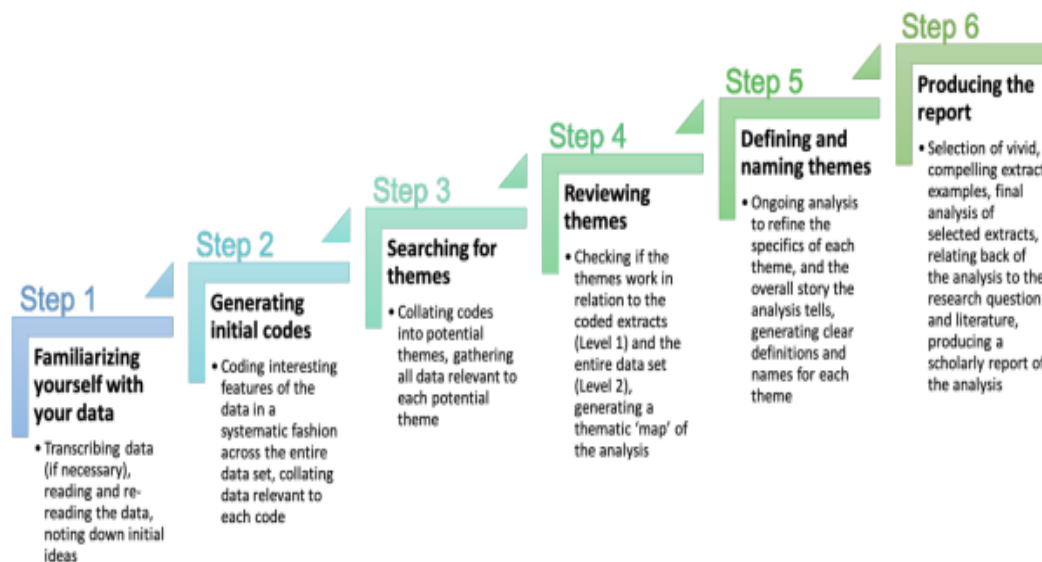 Step 1
Familiarizing
yourself with
your data
• Transcribing data
(if necessary),
reading and re-
reading the data,
noting down initial
ideas
Step 2
Generating
initial codes
• Coding interesting
features of the
data in a
systematic fashion
across the entire
data set, collating
data relevant to
each code
Step 3
Searching for
themes
• Collating codes
into potential
themes, gathering
all data relevant to
each potential
theme
Step 4
Reviewing
themes
• Checking if the
themes work in
relation to the
coded extracts
(Level 1) and the
entire data set
(Level 2),
generating a
thematic ‘map’ of
the analysis
Step 5
Defining and
naming themes
• Ongoing analysis
to refine the
specifics of each
theme, and the
overall story the
analysis tells,
generating clear
definitions and
names for each
theme
Step 6
Producing the
report
• Selection of vivid,
compelling extract
examples, final
analysis of
selected extracts,
relating back of
the analysis to the
research question
and literature,
producing a
scholarly report of
the analysis